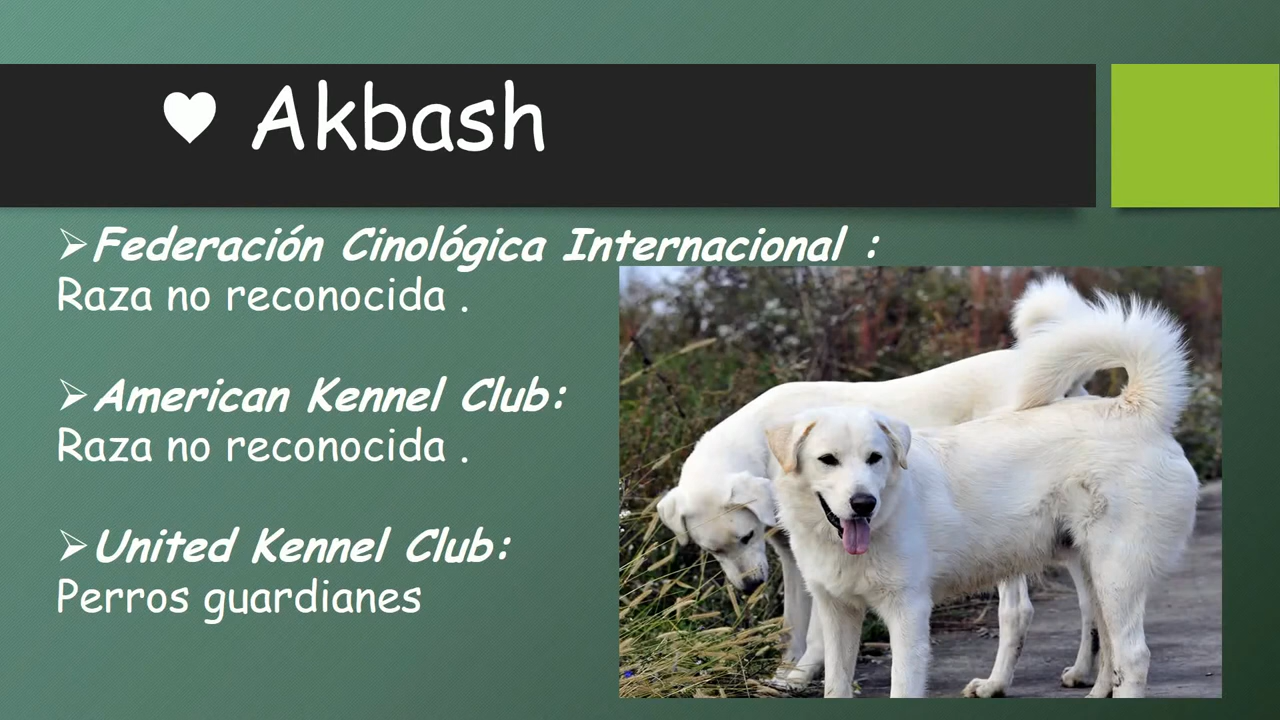 ♥ Akbash
➢Federación Cinológica Internacional :
Raza no reconocida .
➢American Kennel Club:
Raza no reconocida .
➢United Kennel Club:
Perros guardianes